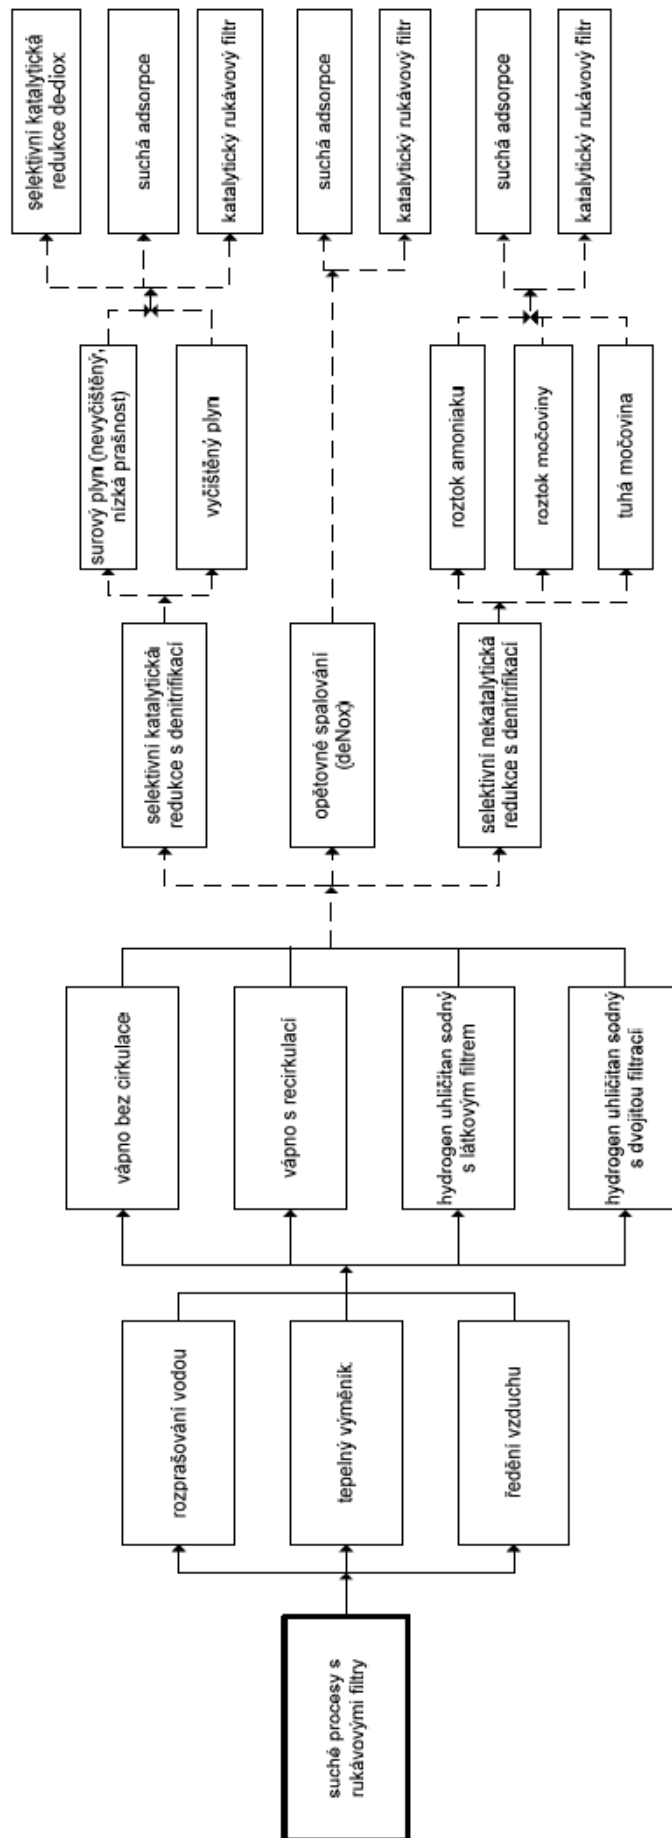 suché procesy s
rukávovými filtry
rozprašování vodou
tepelný výměník
ředění vzduchu
vápno bez cirkulace
vápno s recirkulací
hydrogen uhličitan sodný
s látkovým filtrem
hydrogen uhličitan sodný
s dvojitou filtrací
selektivní katalytická
redukce s denitrifikací
opětovné spalování
(deNox)
selektivní nekatalytická
redukce s denitrifikací
surový plyn (nevyčištěný,
nízká prašnost)
vyčištěný plyn
roztok amoniaku
roztok močoviny
tuhá močovina
selektivní katalytická
redukce de-diox
suchá adsorpce
katalytický rukávový filtr
suchá adsorpce
katalytický rukávový filtr
suchá adsorpce
katalytický rukávový filtr